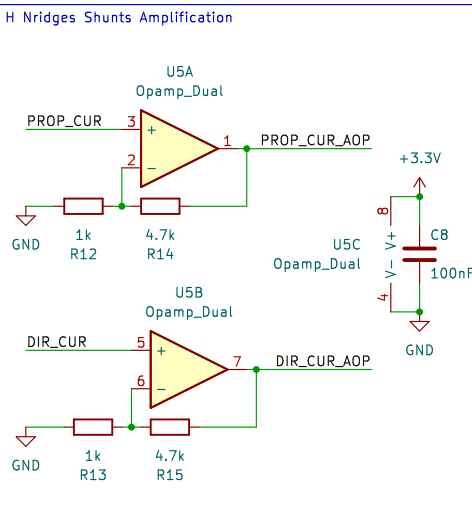 H Nridges Shunts Amplification
U5A
Opamp_Dual
PROP_CUR
3
+
1
PROP_CUR_AOP
2
−
GND
1k
R12
4.7k
R14
+3.3V
8
V+
U5C
Opamp_Dual
C8
100nF
V-
4
GND
U5B
Opamp_Dual
DIR_CUR
5
+
7
DIR_CUR_AOP
6
−
GND
1k
R13
4.7k
R15